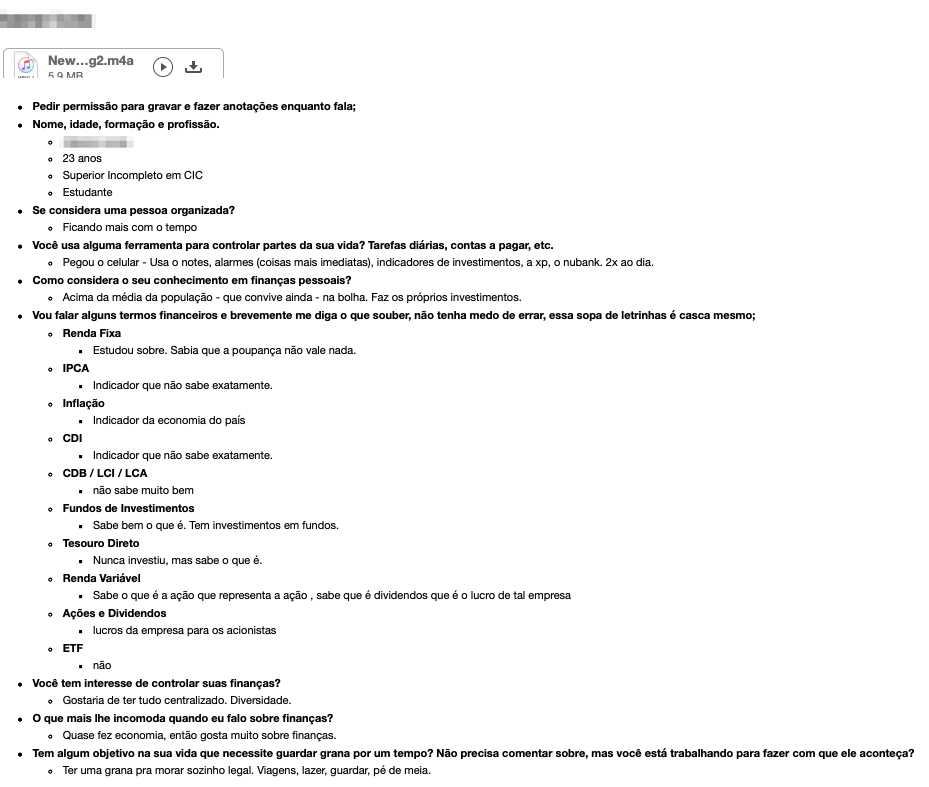 New...g2.m4a
5,9 MB
Pedir permissão para gravar e fazer anotações enquanto fala;
Nome, idade, formação e profissão.
23 anos
Superior Incompleto em CIC
Estudante
Se considera uma pessoa organizada?
Ficando mais com o tempo
Você usa alguma ferramenta para controlar partes da sua vida? Tarefas diárias, contas a pagar, etc.
Pegou o celular - Usa o notes, alarmes (coisas mais imediatas), indicadores de investimentos, a xp, o nubank. 2x ao dia.
Como considera o seu conhecimento em finanças pessoais?
Acima da média da população - que convive ainda - na bolha. Faz os próprios investimentos.
Vou falar alguns termos financeiros e brevemente me diga o que souber, não tenha medo de errar, essa sopa de letrinhas é casca mesmo;
Renda Fixa
Estudou sobre. Sabia que a poupança não vale nada.
IPCA
Indicador que não sabe exatamente.
Inflação
Indicador da economia do país
CDI
Indicador que não sabe exatamente.
CDB / LCI / LCA
não sabe muito bem
Fundos de Investimentos
Sabe bem o que é. Tem investimentos em fundos.
Tesouro Direto
Nunca investiu, mas sabe o que é.
Renda Variável
Sabe o que é a ação que representa a ação , sabe que é dividendos que é o lucro de tal empresa
Ações e Dividendos
lucros da empresa para os acionistas
ETF
não
Você tem interesse de controlar suas finanças?
Gostaria de ter tudo centralizado. Diversidade.
O que mais lhe incomoda quando eu falo sobre finanças?
Quase fez economia, então gosta muito sobre finanças.
Tem algum objetivo na sua vida que necessite guardar grana por um tempo? Não precisa comentar sobre, mas você está trabalhando para fazer com que ele aconteça?
Ter uma grana pra morar sozinho legal. Viagens, lazer, guardar, pé de meia.